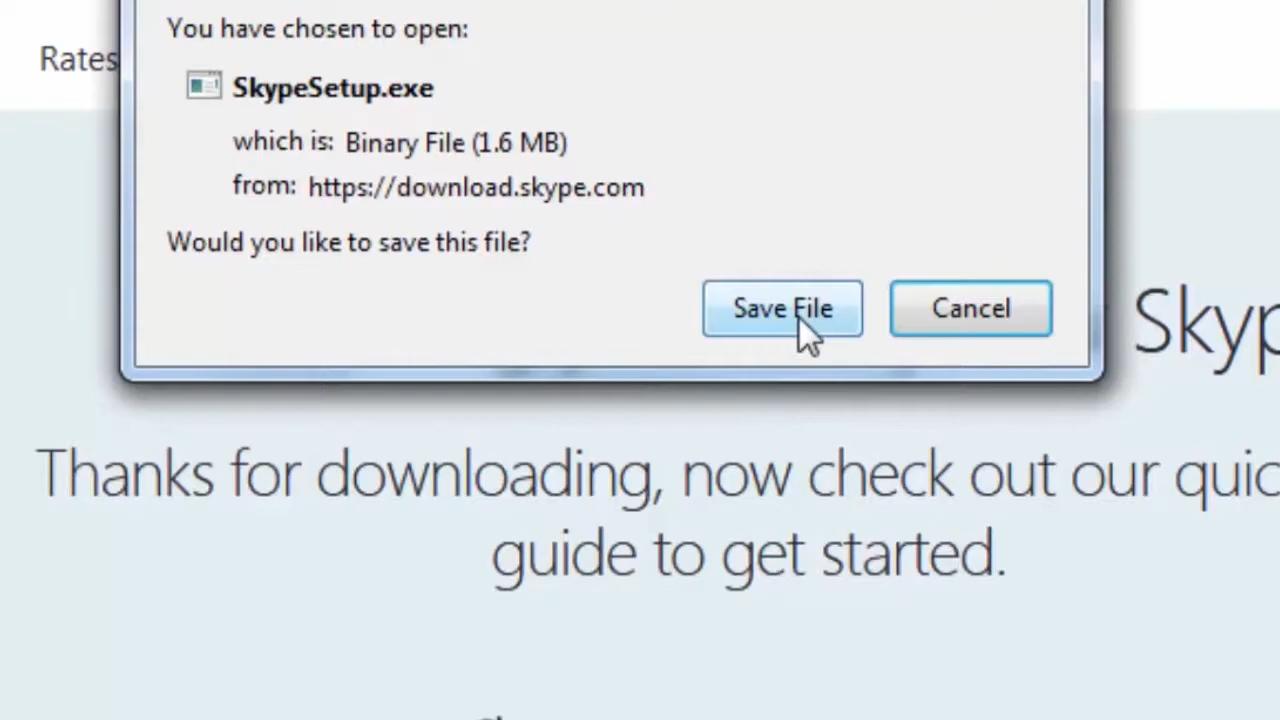 You have chosen to open:
Rates
SkypeSetup.exe
which is: Binary File (1.6 MB)
from: https://download.skype.com
Would you like to save this file?
Save File
Cancel
Thanks for downloading, now check out our
guide to get started.